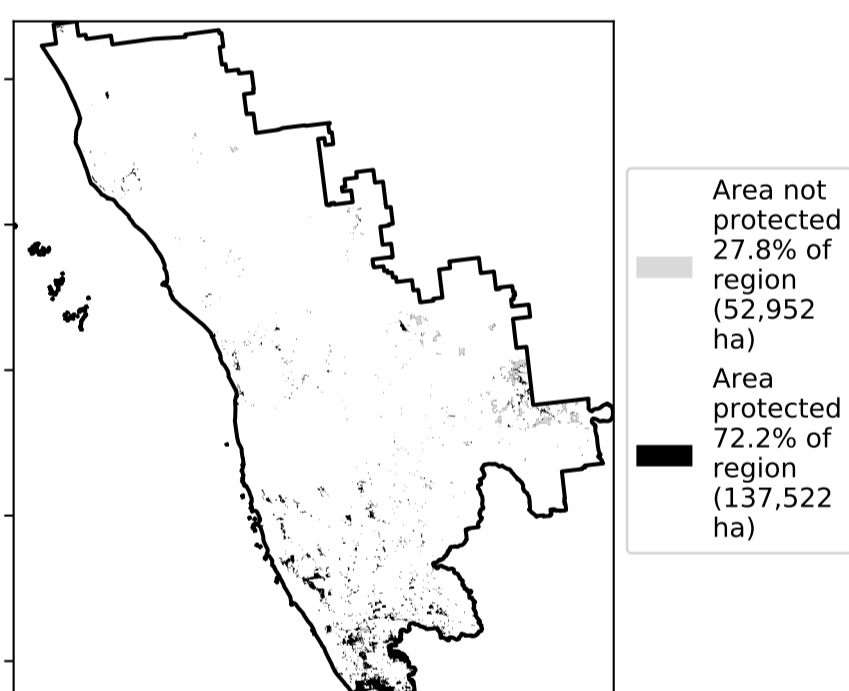 Area not
protected
27.8% of
region
(52,952
ha)
Area
protected
72.2% of
region
(137,522
ha)